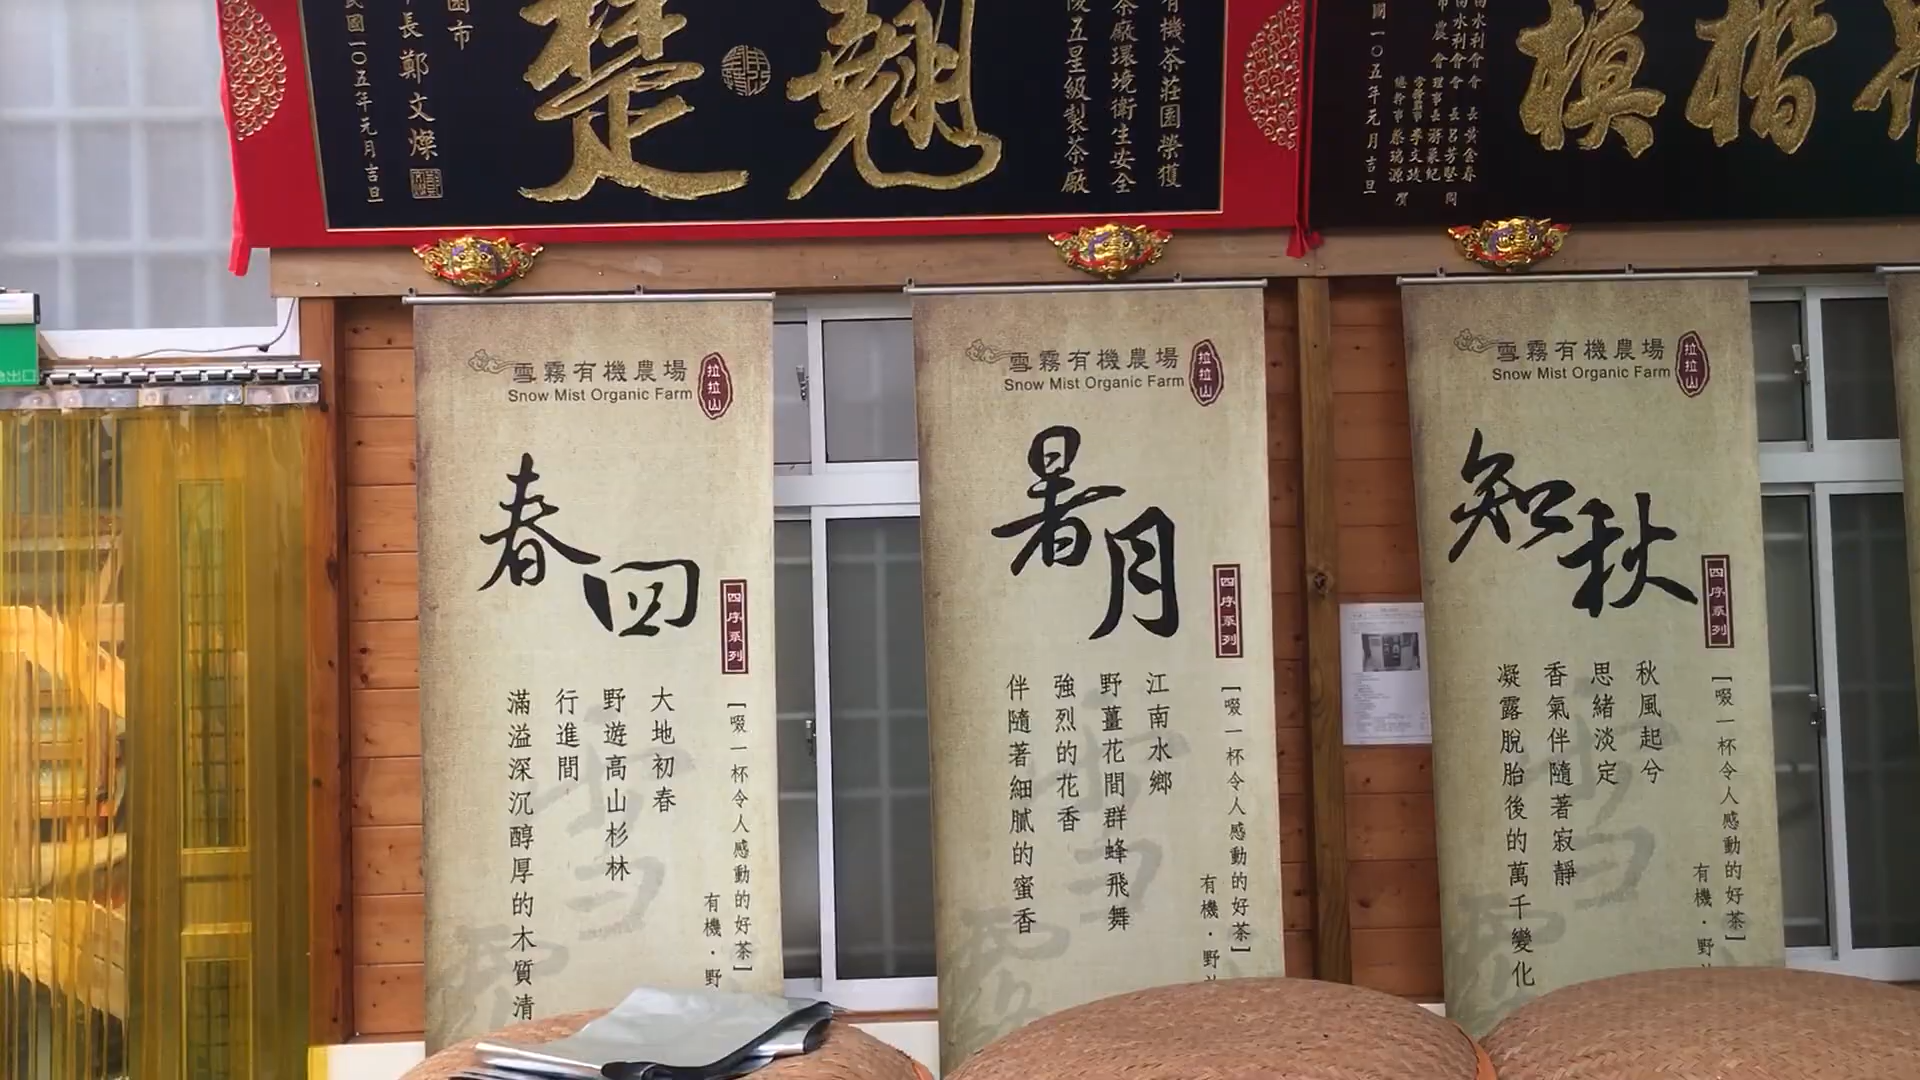 有機茶莊園榮獲
茶廠環境衛生安全
五星級製茶廠
翹楚
園市
長鄭文燦
民國一〇五年元月吉旦
楷模
國一〇五年元月吉旦
出口
雪霧有機農場
Snow Mist Organic Farm
拉拉山
春回
四序系列
[啜一杯令人感動的好茶]
有機・野
大地初春
野遊高山杉林
行進間
滿溢深沉醇厚的木質清
雪霧有機農場
Snow Mist Organic Farm
拉拉山
暑月
四序系列
[啜一杯令人感動的好茶]
有機・野
江南水鄉
野薑花間群蜂飛舞
強烈的花香
伴隨著細膩的蜜香
雪霧有機農場
Snow Mist Organic Farm
拉拉山
知秋
四序系列
[啜一杯令人感動的好茶]
有機・野
秋風起兮
思緒淡定
香氣伴隨著寂靜
凝露脫胎後的萬千變化